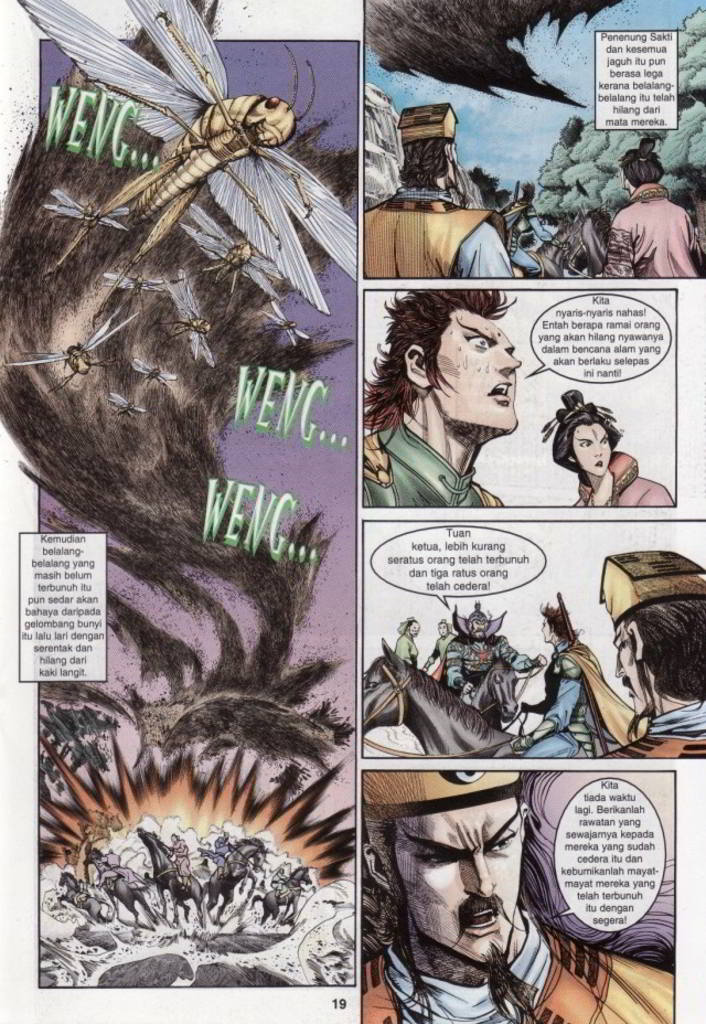 WENG...
WENG...
WENG...
Kemudian
belalang-
belalang yang
masih belum
terbunuh itu
pun sedar akan
bahaya daripada
gelombang bunyi
itu lalu lari dengan
serentak dan
hilang dari
kaki langit.
Penenung Sakti
dan kesemua
jaguh itu pun
berasa lega
kerana belalang-
belalang itu telah
hilang dari
mata mereka.
Kita
nyaris-nyaris nahas!
Entah berapa ramai orang
yang akan hilang nyawanya
dalam bencana alam yang
akan berlaku selepas
ini nanti!
Tuan
ketua, lebih kurang
seratus orang telah terbunuh
dan tiga ratus orang
telah cedera!
Kita
tiada waktu
lagi. Berikanlah
rawatan yang
sewajarnya kepada
mereka yang sudah
cedera itu dan
kebumikanlah mayat-
mayat mereka yang
telah terbunuh
itu dengan
segera!
19